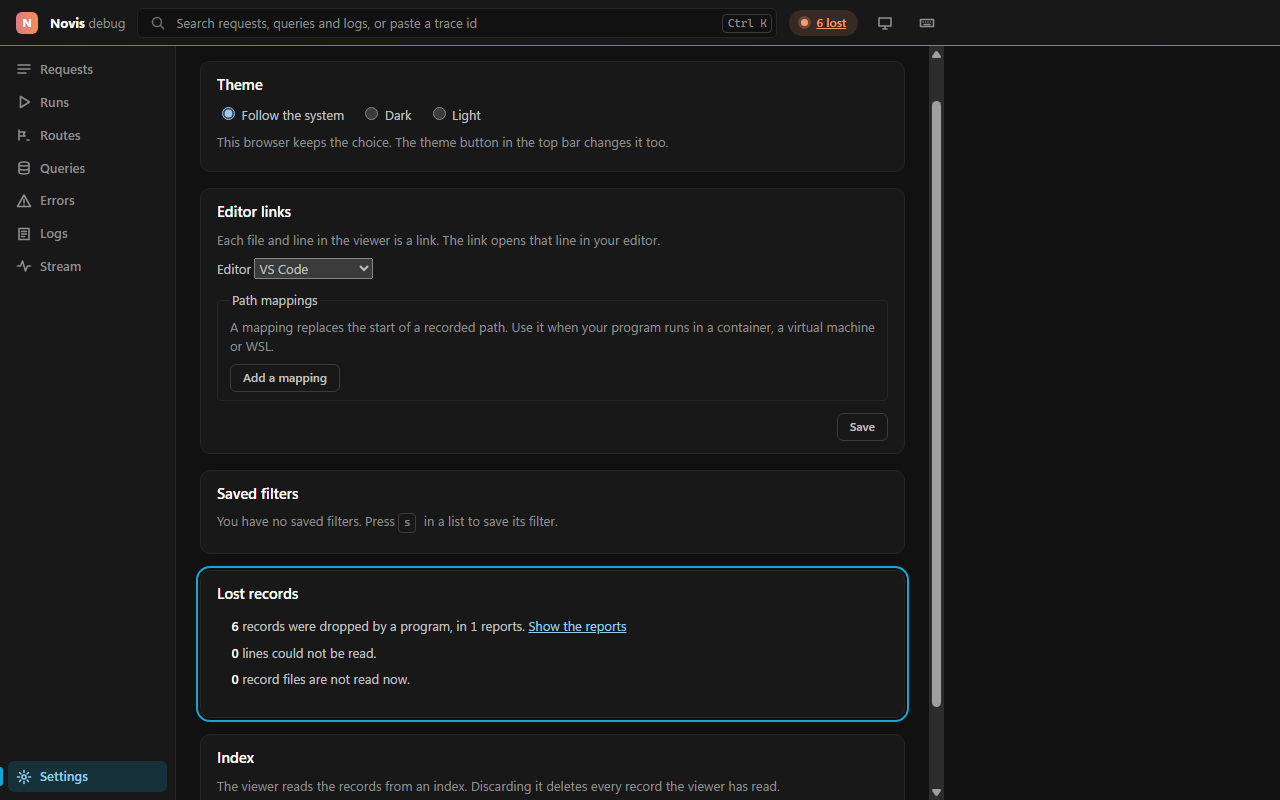 N Novis debug Search requests, queries and logs, or paste a trace id Ctrl K 6 lost
Requests
Runs
Routes
Queries
Errors
Logs
Stream
Settings
Theme
Follow the system Dark Light
This browser keeps the choice. The theme button in the top bar changes it too.
Editor links
Each file and line in the viewer is a link. The link opens that line in your editor.
Editor VS Code
Path mappings
A mapping replaces the start of a recorded path. Use it when your program runs in a container, a virtual machine
or WSL.
Add a mapping
Save
Saved filters
You have no saved filters. Press s in a list to save its filter.
Lost records
6 records were dropped by a program, in 1 reports. Show the reports
0 lines could not be read.
0 record files are not read now.
Index
The viewer reads the records from an index. Discarding it deletes every record the viewer has read.